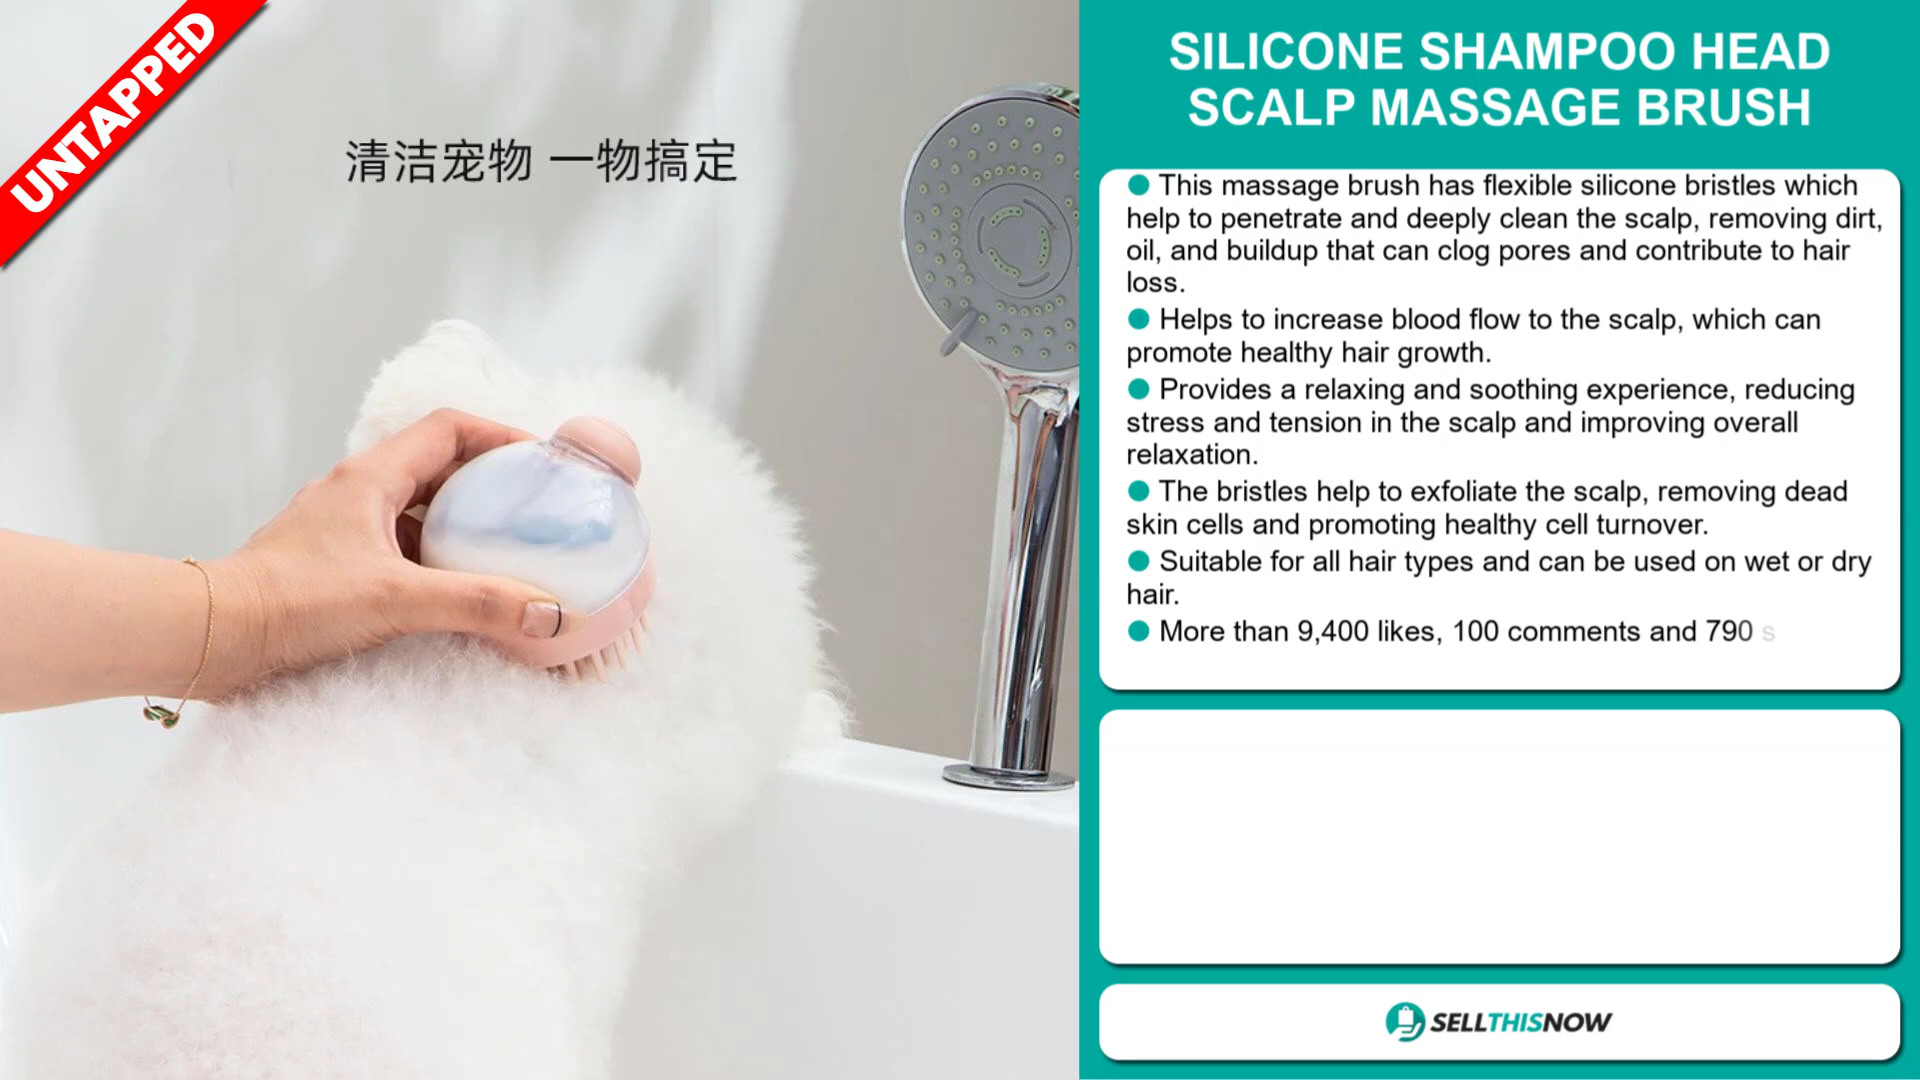 UNTAPPED
清洁宠物 一物搞定
SILICONE SHAMPOO HEAD
SCALP MASSAGE BRUSH
● This massage brush has flexible silicone bristles which
help to penetrate and deeply clean the scalp, removing dirt,
oil, and buildup that can clog pores and contribute to hair
loss.
● Helps to increase blood flow to the scalp, which can
promote healthy hair growth.
● Provides a relaxing and soothing experience, reducing
stress and tension in the scalp and improving overall
relaxation.
● The bristles help to exfoliate the scalp, removing dead
skin cells and promoting healthy cell turnover.
● Suitable for all hair types and can be used on wet or dry
hair.
● More than 9,400 likes, 100 comments and 790 s
SELLTHISNOW